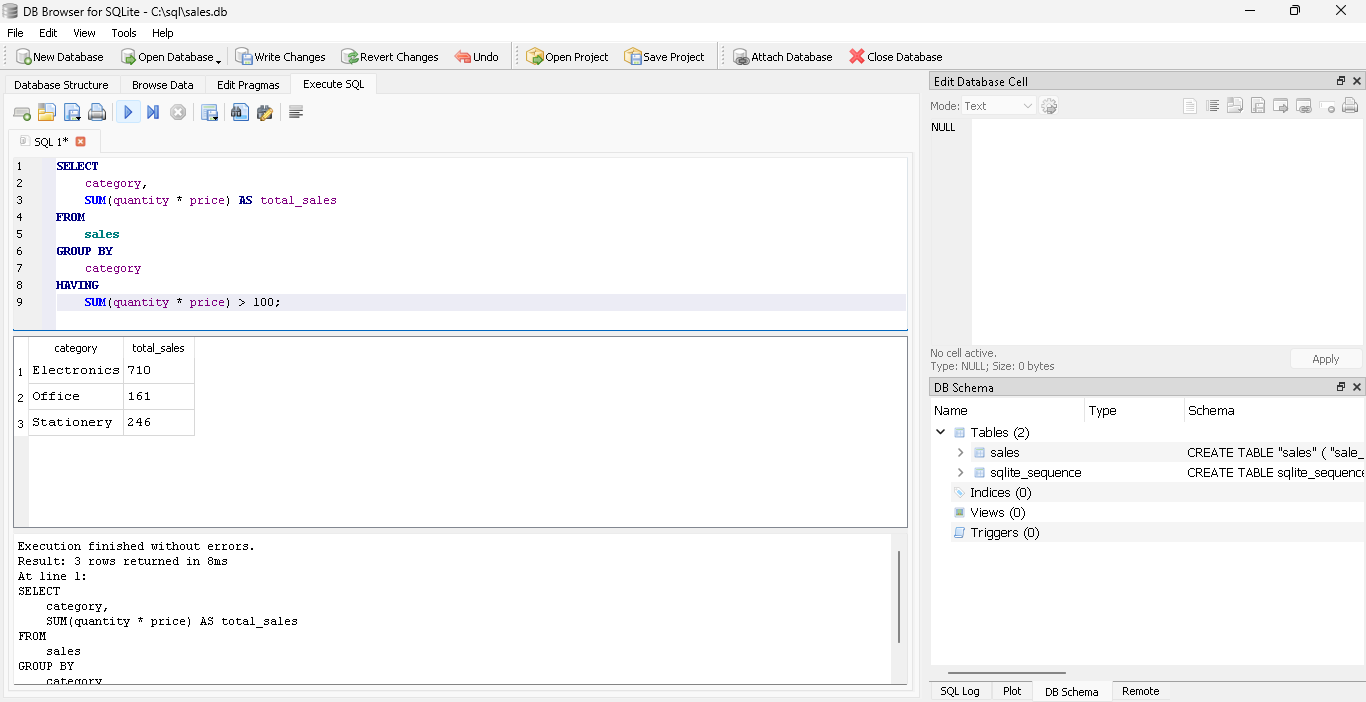 DB Browser for SQLite - C:\sql\sales.db
File Edit View Tools Help
New Database Open Database Write Changes Revert Changes Undo Open Project Save Project Attach Database Close Database
Database Structure Browse Data Edit Pragmas Execute SQL
SQL 1*
1 SELECT
2 category,
3 SUM(quantity * price) AS total_sales
4 FROM
5 sales
6 GROUP BY
7 category
8 HAVING
9 SUM(quantity * price) > 100;
category total_sales
1 Electronics 710
2 Office 161
3 Stationery 246
Execution finished without errors.
Result: 3 rows returned in 8ms
At line 1:
SELECT
category,
SUM(quantity * price) AS total_sales
FROM
sales
GROUP BY
category
Edit Database Cell
Mode: Text
NULL
No cell active.
Type: NULL; Size: 0 bytes
Apply
DB Schema
Name Type Schema
Tables (2)
sales CREATE TABLE "sales" ( "sale_
sqlite_sequence CREATE TABLE sqlite_sequence
Indices (0)
Views (0)
Triggers (0)
SQL Log Plot DB Schema Remote